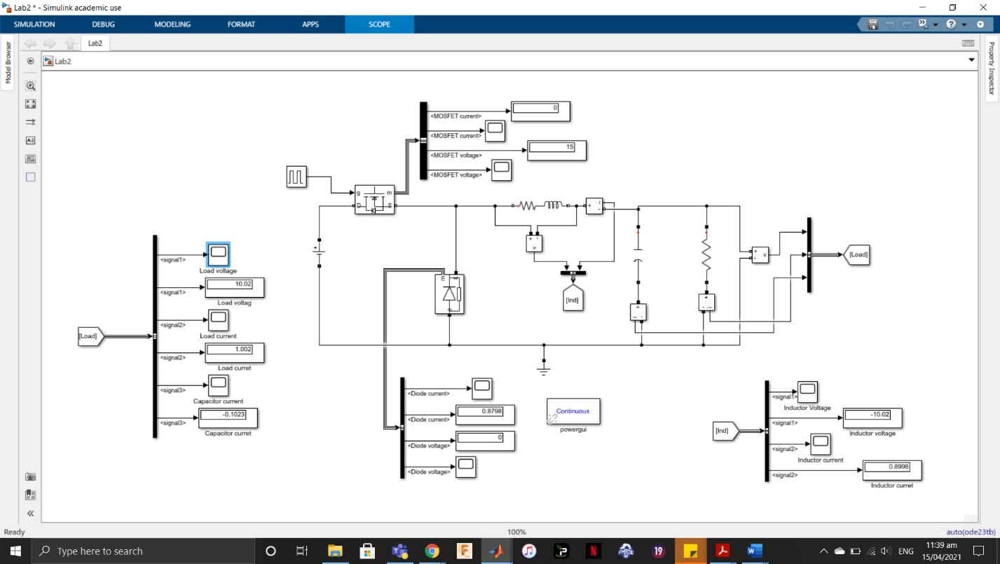 Lab2 * - Simulink academic use
SIMULATION DEBUG MODELING FORMAT APPS SCOPE
Model Browser
Lab2
Lab2
Property Inspector
<MOSFET current>
0
<MOSFET current>
<MOSFET voltage>
15
<MOSFET voltage>
g m
D S
<signal1>
Load voltage
<signal1>
10.02
Load voltag
<signal2>
Load current
<signal2>
1.002
Load curret
<signal3>
Capacitor current
<signal3>
-0.1023
Capacitor curret
[Load]
[Ind]
[Load]
v
<Diode current>
<Diode current>
0.8798
<Diode voltage>
0
<Diode voltage>
Continuous
powergui
[Ind]
<signal1>
Inductor Voltage
<signal1>
-10.02
Inductor voltage
<signal2>
Inductor current
<signal2>
0.8998
Inductor curret
Ready
100%
auto(ode23tb)
Type here to search
19
ENG
11:39 am
15/04/2021